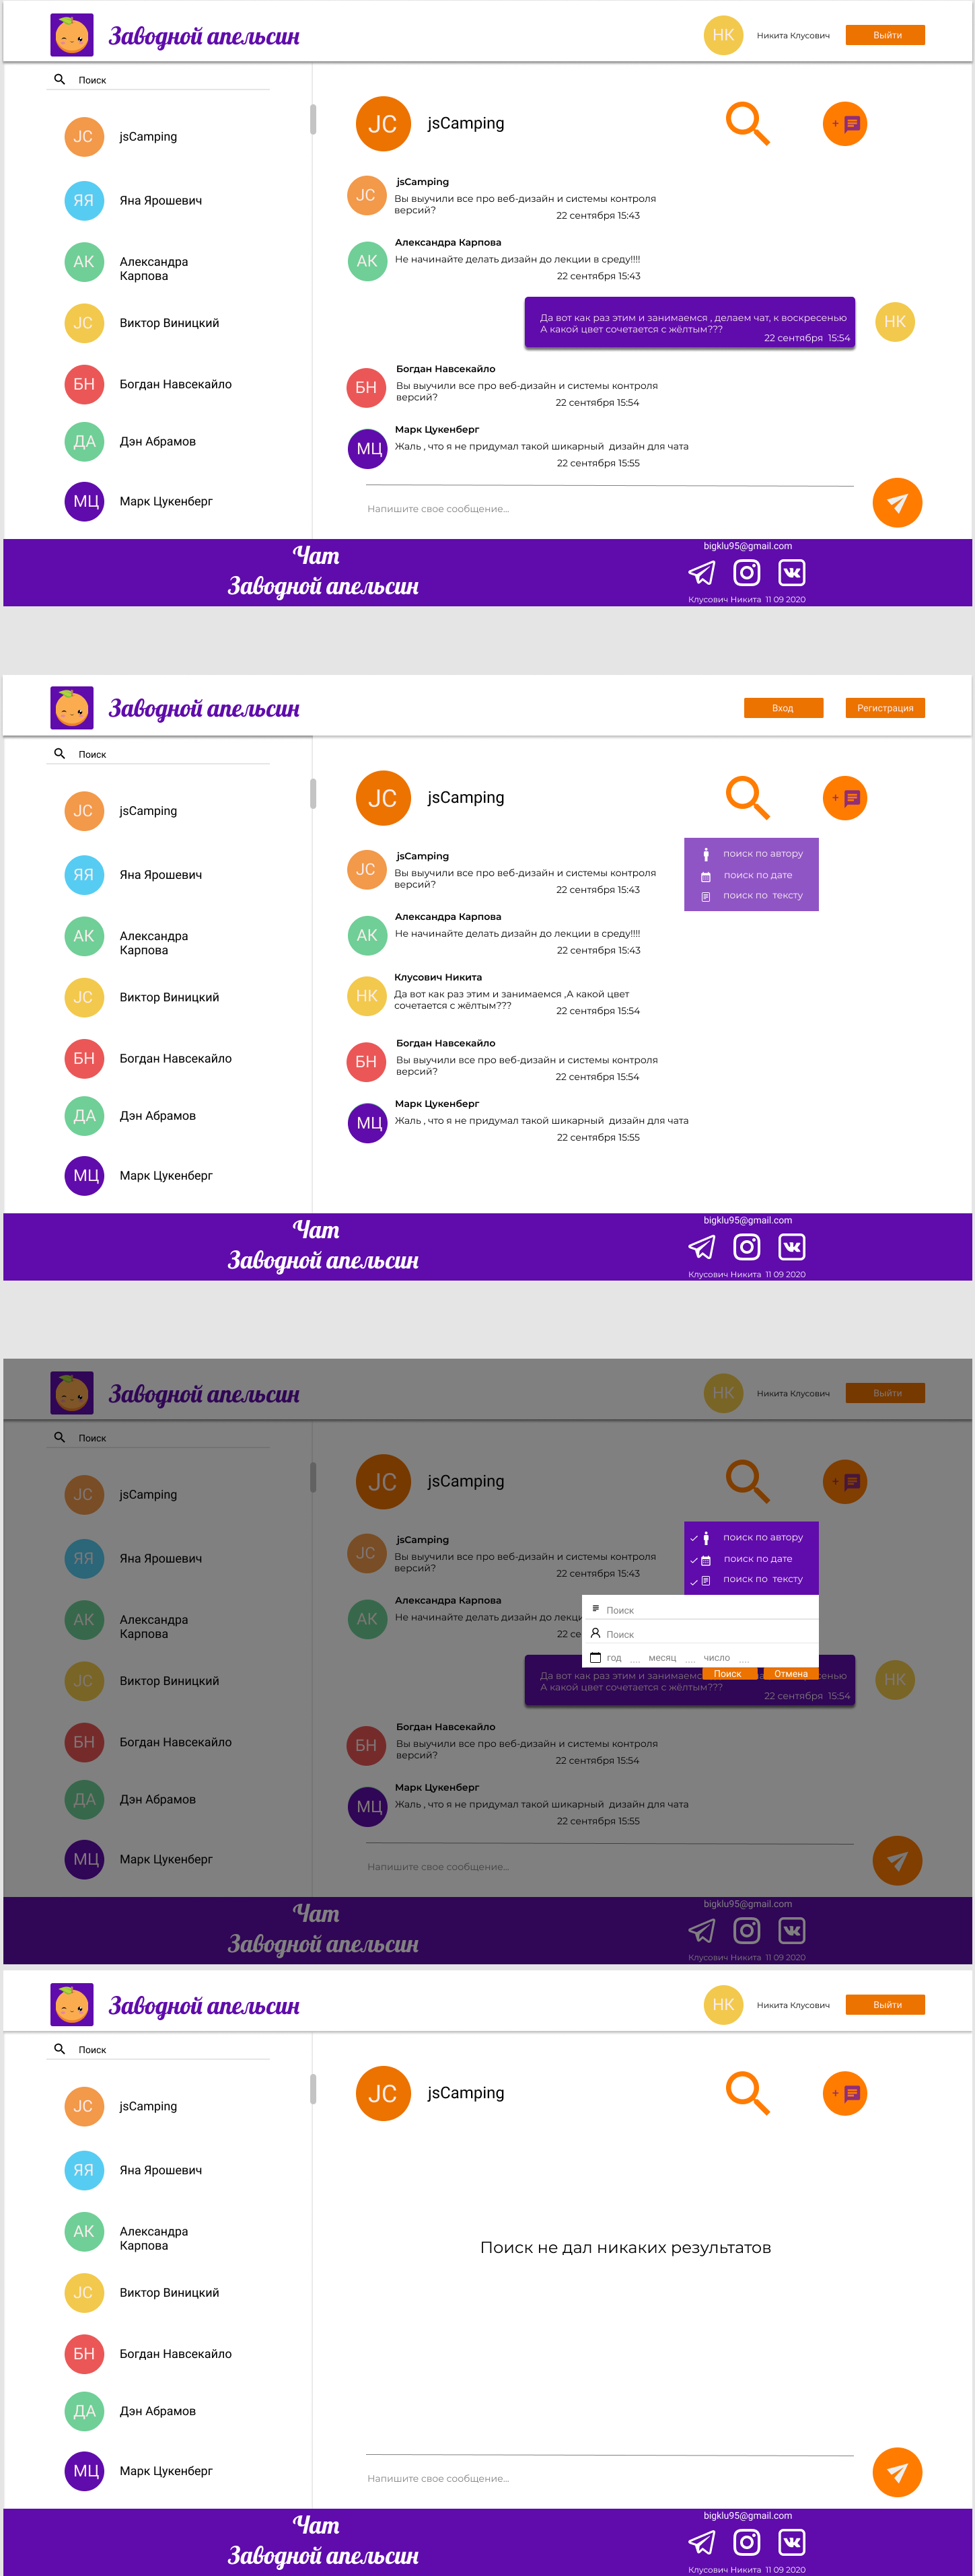 Заводной апельсин
НК
Никита Клусович
Выйти
Поиск
JC
jsCamping
ЯЯ
Яна Ярошевич
АК
Александра
Карпова
JC
Виктор Виницкий
БН
Богдан Навсекайло
ДА
Дэн Абрамов
МЦ
Марк Цукенберг
JC
jsCamping
+
JC
jsCamping
Вы выучили все про веб-дизайн и системы контроля
версий?
22 сентября 15:43
АК
Александра Карпова
Не начинайте делать дизайн до лекции в среду!!!!
22 сентября 15:43
Да вот как раз этим и занимаемся , делаем чат, к воскресенью
А какой цвет сочетается с жёлтым???
22 сентября 15:54
НК
БН
Богдан Навсекайло
Вы выучили все про веб-дизайн и системы контроля
версий?
22 сентября 15:54
МЦ
Марк Цукенберг
Жаль , что я не придумал такой шикарный дизайн для чата
22 сентября 15:55
Напишите свое сообщение...
Чат
Заводной апельсин
bigklu95@gmail.com
Клусович Никита 11 09 2020
Заводной апельсин
Вход
Регистрация
Поиск
JC
jsCamping
ЯЯ
Яна Ярошевич
АК
Александра
Карпова
JC
Виктор Виницкий
БН
Богдан Навсекайло
ДА
Дэн Абрамов
МЦ
Марк Цукенберг
JC
jsCamping
+
поиск по автору
поиск по дате
поиск по тексту
JC
jsCamping
Вы выучили все про веб-дизайн и системы контроля
версий?
22 сентября 15:43
АК
Александра Карпова
Не начинайте делать дизайн до лекции в среду!!!!
22 сентября 15:43
НК
Клусович Никита
Да вот как раз этим и занимаемся ,А какой цвет
сочетается с жёлтым???
22 сентября 15:54
БН
Богдан Навсекайло
Вы выучили все про веб-дизайн и системы контроля
версий?
22 сентября 15:54
МЦ
Марк Цукенберг
Жаль , что я не придумал такой шикарный дизайн для чата
22 сентября 15:55
Чат
Заводной апельсин
bigklu95@gmail.com
Клусович Никита 11 09 2020
Заводной апельсин
НК
Никита Клусович
Выйти
Поиск
JC
jsCamping
ЯЯ
Яна Ярошевич
АК
Александра
Карпова
JC
Виктор Виницкий
БН
Богдан Навсекайло
ДА
Дэн Абрамов
МЦ
Марк Цукенберг
JC
jsCamping
+
поиск по автору
поиск по дате
поиск по тексту
Поиск
Поиск
год .... месяц .... число ....
Поиск
Отмена
JC
jsCamping
Вы выучили все про веб-дизайн и системы контроля
версий?
22 сентября 15:43
АК
Александра Карпова
Не начинайте делать дизайн до лекци
22 се
Да вот как раз этим и занимаемс сенью
А какой цвет сочетается с жёлтым???
22 сентября 15:54
НК
БН
Богдан Навсекайло
Вы выучили все про веб-дизайн и системы контроля
версий?
22 сентября 15:54
МЦ
Марк Цукенберг
Жаль , что я не придумал такой шикарный дизайн для чата
22 сентября 15:55
Напишите свое сообщение...
Чат
Заводной апельсин
bigklu95@gmail.com
Клусович Никита 11 09 2020
Заводной апельсин
НК
Никита Клусович
Выйти
Поиск
JC
jsCamping
ЯЯ
Яна Ярошевич
АК
Александра
Карпова
JC
Виктор Виницкий
БН
Богдан Навсекайло
ДА
Дэн Абрамов
МЦ
Марк Цукенберг
JC
jsCamping
+
Поиск не дал никаких результатов
Напишите свое сообщение...
Чат
Заводной апельсин
bigklu95@gmail.com
Клусович Никита 11 09 2020